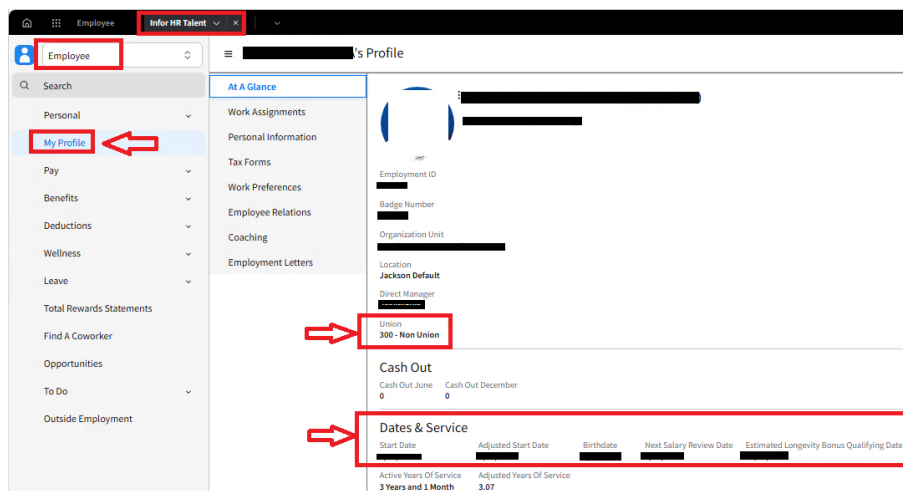 Employee Infor HR Talent
Employee
's Profile
Search
Personal
My Profile
Pay
Benefits
Deductions
Wellness
Leave
Total Rewards Statements
Find A Coworker
Opportunities
To Do
Outside Employment
At A Glance
Work Assignments
Personal Information
Tax Forms
Work Preferences
Employee Relations
Coaching
Employment Letters
Employment ID
Badge Number
Organization Unit
Location
Jackson Default
Direct Manager
Union
300 - Non Union
Cash Out
Cash Out June Cash Out December
0 0
Dates & Service
Start Date Adjusted Start Date Birthdate Next Salary Review Date Estimated Longevity Bonus Qualifying Date
Active Years Of Service Adjusted Years Of Service
3 Years and 1 Month 3.07